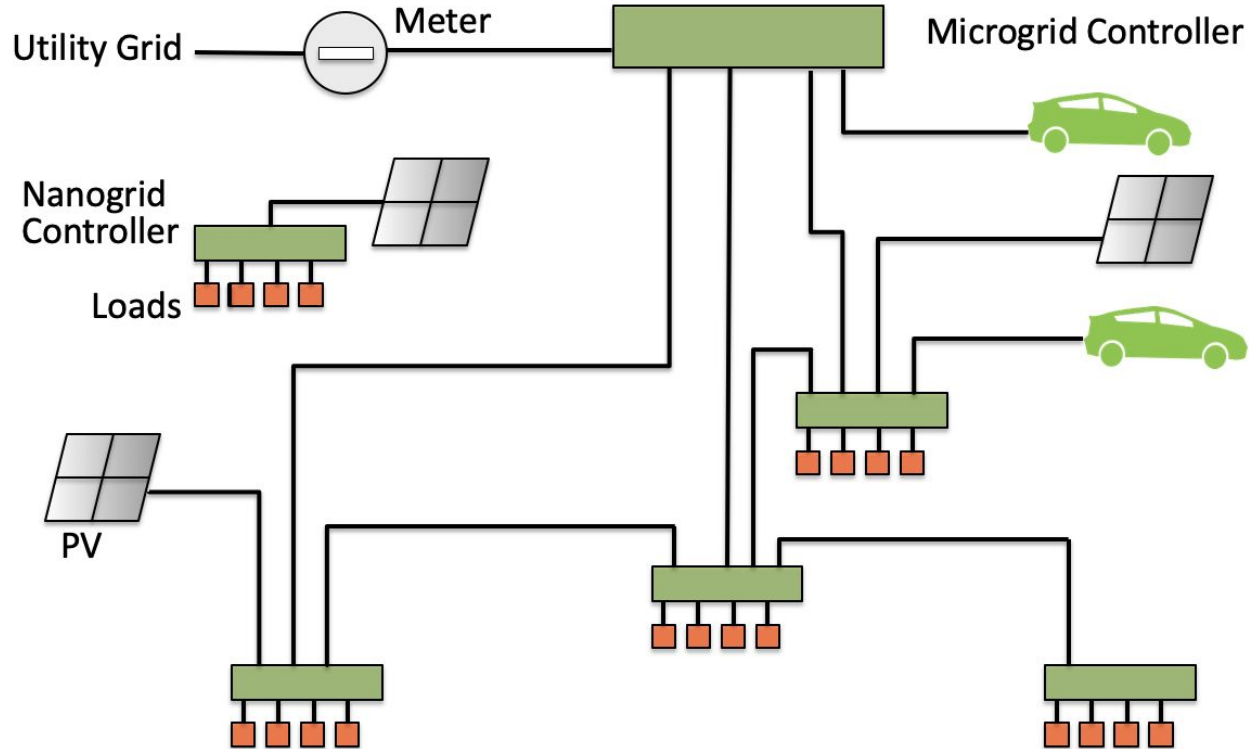 Meter
Utility Grid
Microgrid Controller
Nanogrid
Controller
Loads
PV